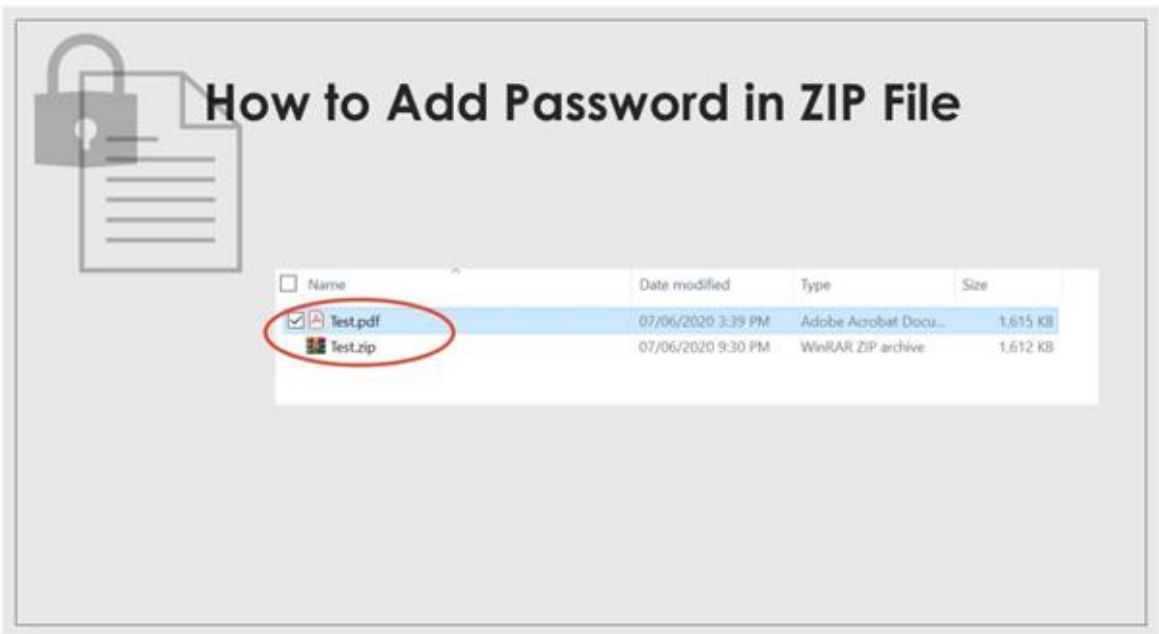 How to Add Password in ZIP File
Name Date modified Type Size
Test.pdf 07/06/2020 3:39 PM Adobe Acrobat Docu... 1,615 KB
Test.zip 07/06/2020 9:30 PM WinRAR ZIP archive 1,612 KB